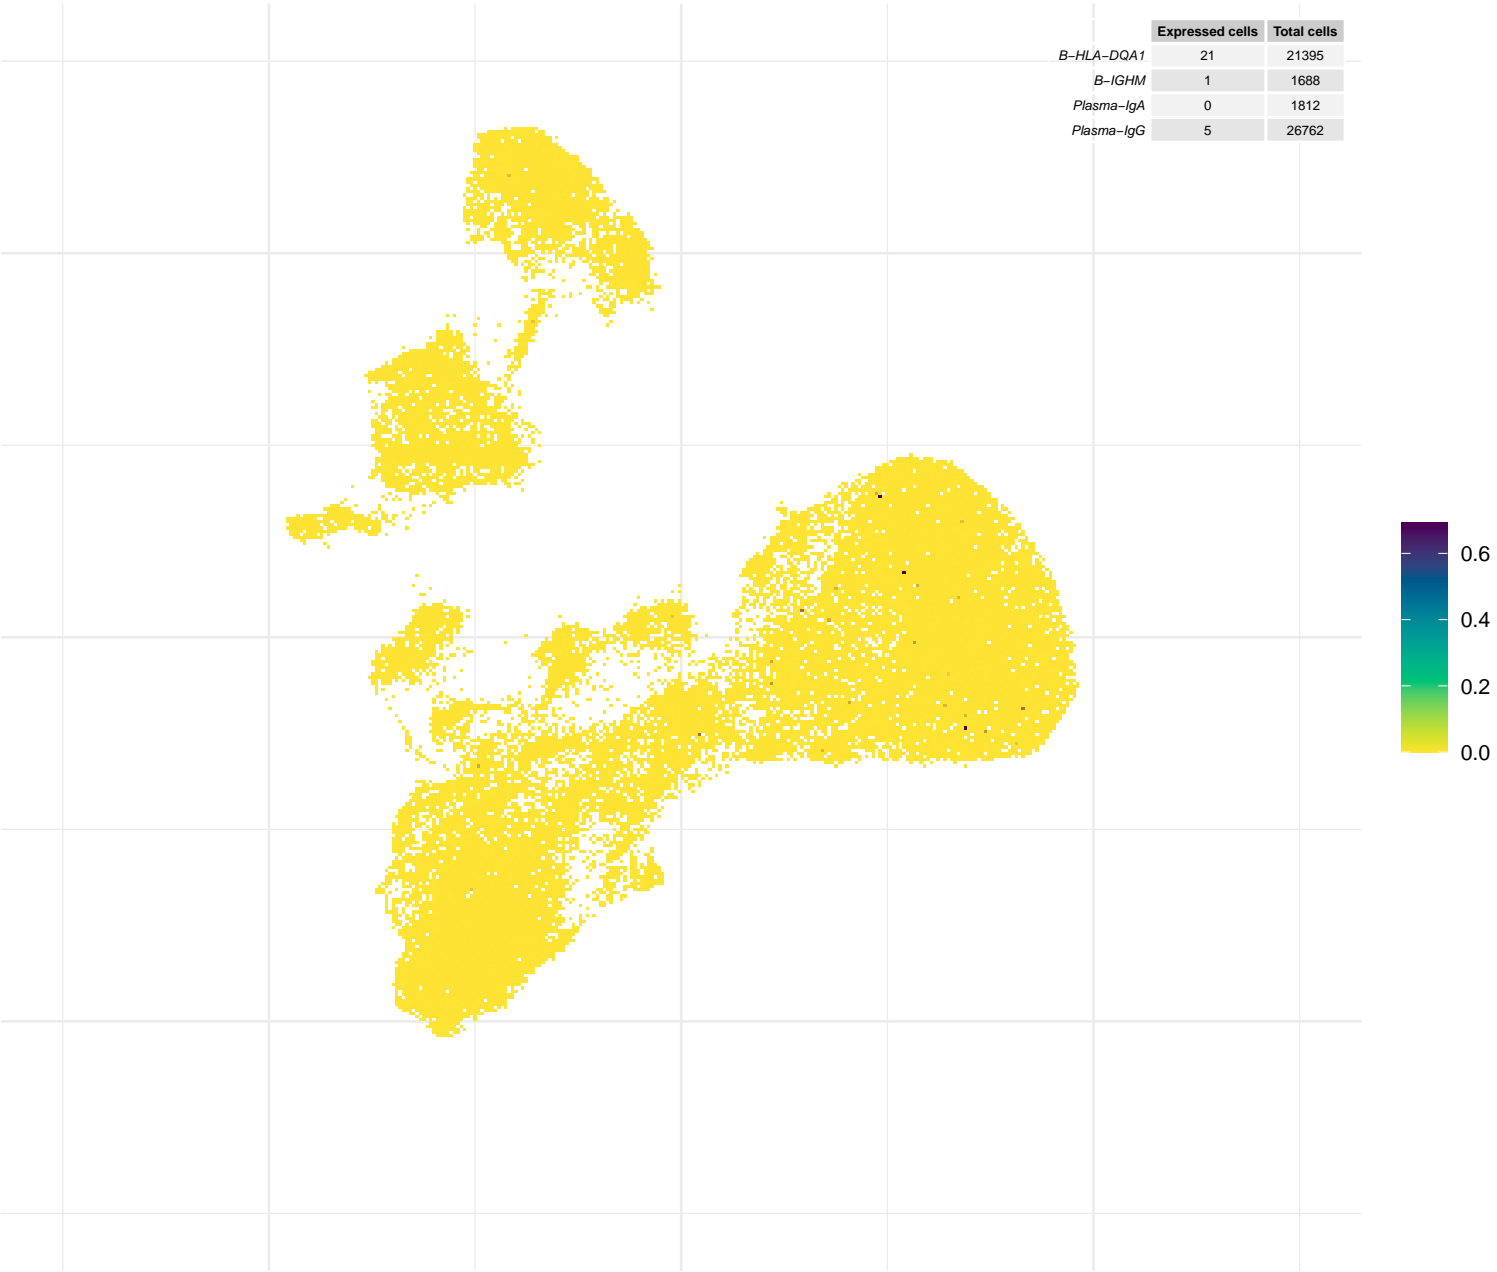 Expressed cells Total cells
B−HLA−DQA1 21 21395
B−IGHM 1 1688
Plasma−IgA 0 1812
Plasma−IgG 5 26762
0.6
0.4
0.2
0.0